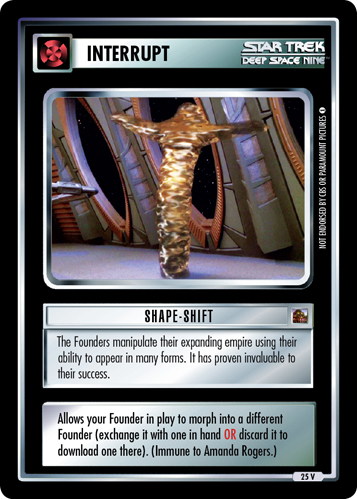 INTERRUPT
STAR TREK
DEEP SPACE NINE
NOT ENDORSED BY CBS OR PARAMOUNT PICTURES
SHAPE-SHIFT
The Founders manipulate their expanding empire using their
ability to appear in many forms. It has proven invaluable to
their success.
Allows your Founder in play to morph into a different
Founder (exchange it with one in hand OR discard it to
download one there). (Immune to Amanda Rogers.)
25 V